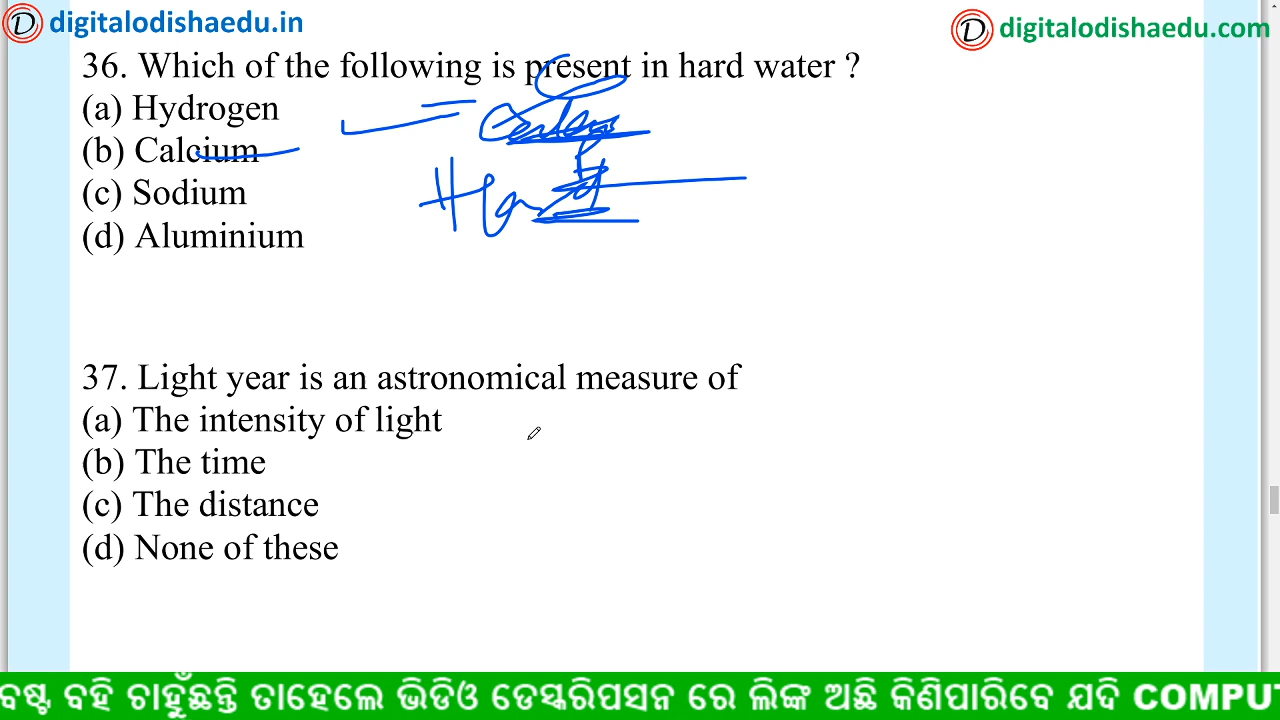 digitalodishaedu.in
digitalodishaedu.com
36. Which of the following is present in hard water ?
(a) Hydrogen
(b) Calcium
(c) Sodium
(d) Aluminium
37. Light year is an astronomical measure of
(a) The intensity of light
(b) The time
(c) The distance
(d) None of these
ବଷ୍ଟ ବହି ଚାହୁଁଛନ୍ତି ତାହେଲେ ଭିଡିଓ ଡେସ୍କରିପସନ ରେ ଲିଙ୍କ ଅଛି କିଣିପାରିବେ ଯଦି COMPUT